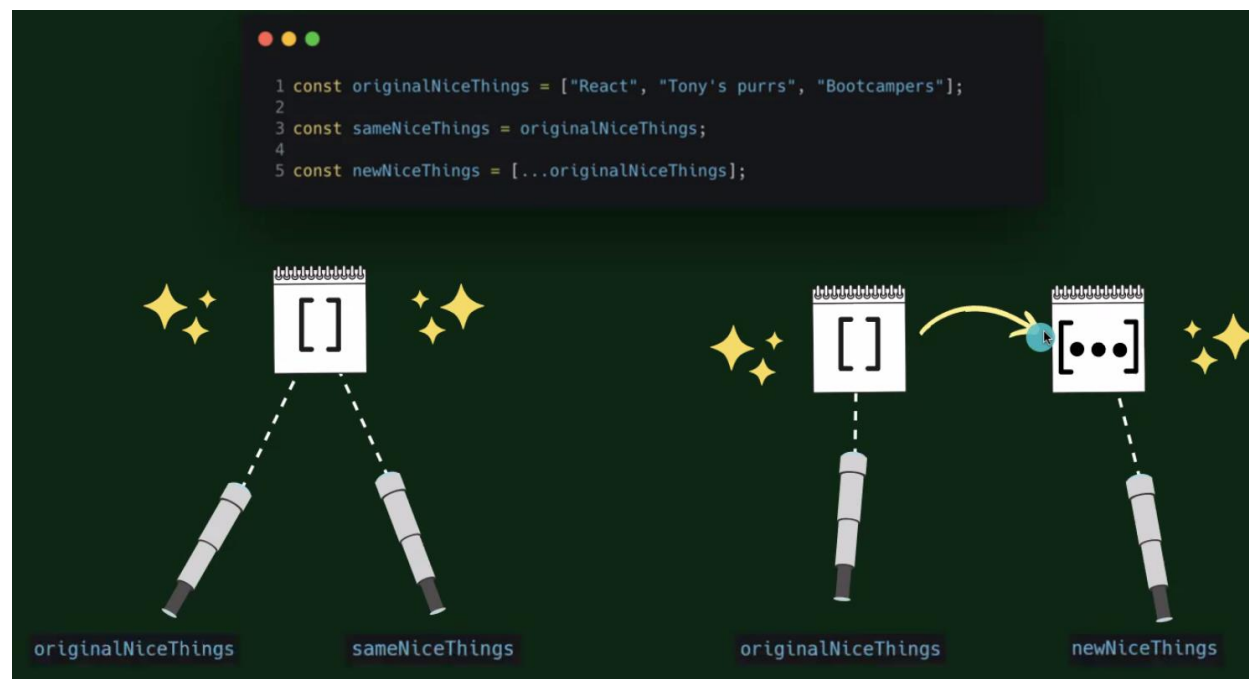 1 const originalNiceThings = ["React", "Tony's purrs", "Bootcampers"];
2
3 const sameNiceThings = originalNiceThings;
4
5 const newNiceThings = [...originalNiceThings];
[ ]
[ ]
[•••]
originalNiceThings
sameNiceThings
originalNiceThings
newNiceThings